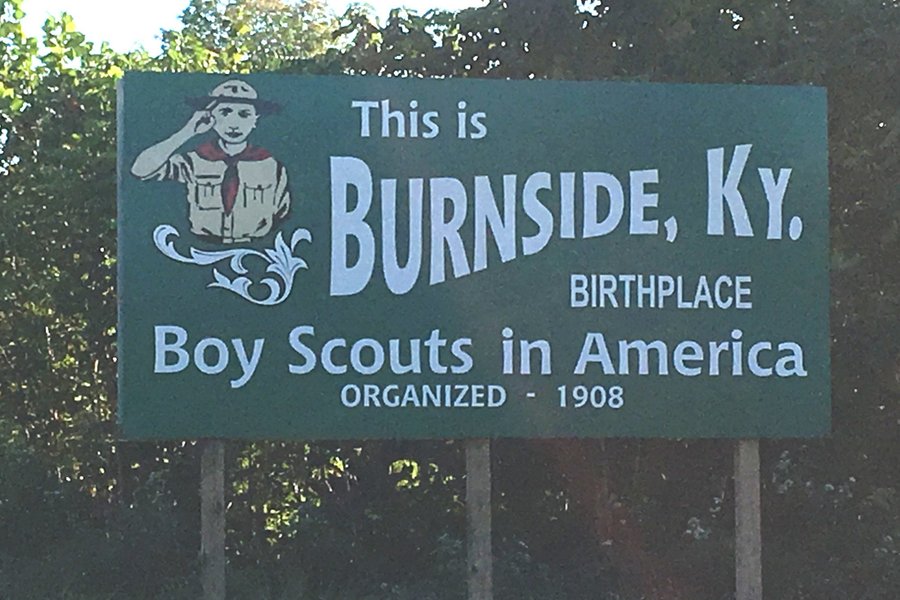 This is
BURNSIDE, KY.
BIRTHPLACE
Boy Scouts in America
ORGANIZED - 1908